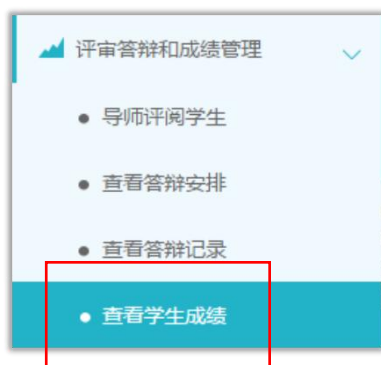 评审答辩和成绩管理
导师评阅学生
查看答辩安排
查看答辩记录
查看学生成绩